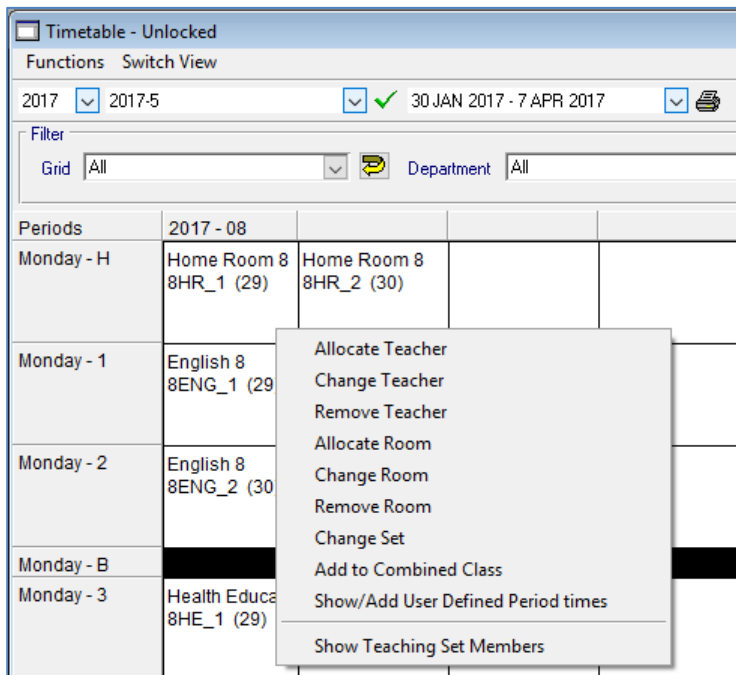 Timetable - Unlocked
Functions Switch View
2017 2017-5 30 JAN 2017 - 7 APR 2017
Filter
Grid All Department All
Periods 2017 - 08
Monday - H Home Room 8 Home Room 8
8HR_1 (29) 8HR_2 (30)
Allocate Teacher
Monday - 1 English 8
Change Teacher
8ENG_1 (29
Remove Teacher
Allocate Room
Monday - 2 English 8
Change Room
8ENG_2 (30
Remove Room
Change Set
Monday - B
Add to Combined Class
Monday - 3 Health Educa
Show/Add User Defined Period times
8HE_1 (29)
Show Teaching Set Members